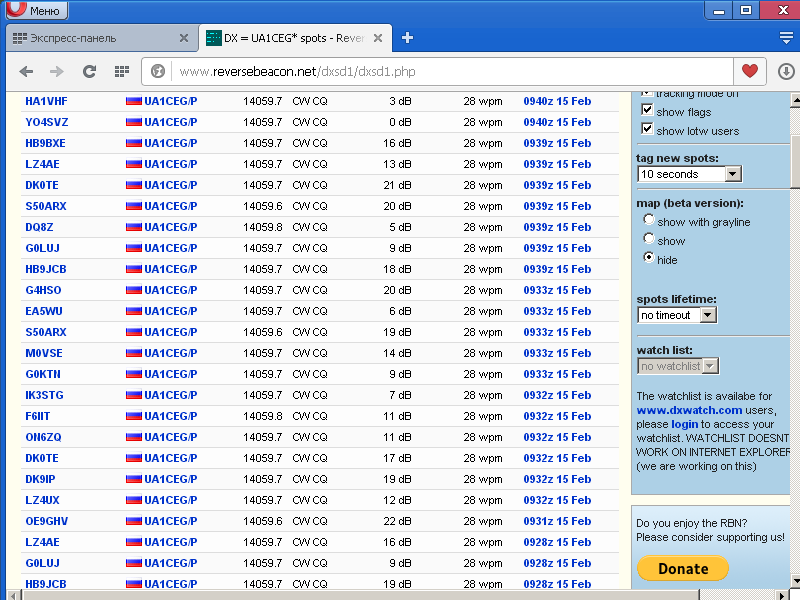 Меню
Экспресс-панель
DX = UA1CEG* spots - Rever
www.reversebeacon.net/dxsd1/dxsd1.php
HA1VHF UA1CEG/P 14059.7 CW CQ 3 dB 28 wpm 0940z 15 Feb
YO4SVZ UA1CEG/P 14059.7 CW CQ 0 dB 28 wpm 0940z 15 Feb
HB9BXE UA1CEG/P 14059.7 CW CQ 16 dB 28 wpm 0939z 15 Feb
LZ4AE UA1CEG/P 14059.7 CW CQ 13 dB 28 wpm 0939z 15 Feb
DK0TE UA1CEG/P 14059.7 CW CQ 21 dB 28 wpm 0939z 15 Feb
S50ARX UA1CEG/P 14059.6 CW CQ 20 dB 28 wpm 0939z 15 Feb
DQ8Z UA1CEG/P 14059.8 CW CQ 5 dB 28 wpm 0939z 15 Feb
G0LUJ UA1CEG/P 14059.7 CW CQ 9 dB 28 wpm 0939z 15 Feb
HB9JCB UA1CEG/P 14059.7 CW CQ 18 dB 28 wpm 0939z 15 Feb
G4HSO UA1CEG/P 14059.7 CW CQ 20 dB 28 wpm 0933z 15 Feb
EA5WU UA1CEG/P 14059.7 CW CQ 6 dB 28 wpm 0933z 15 Feb
S50ARX UA1CEG/P 14059.6 CW CQ 19 dB 28 wpm 0933z 15 Feb
M0VSE UA1CEG/P 14059.7 CW CQ 14 dB 28 wpm 0933z 15 Feb
G0KTN UA1CEG/P 14059.7 CW CQ 9 dB 28 wpm 0933z 15 Feb
IK3STG UA1CEG/P 14059.7 CW CQ 7 dB 28 wpm 0932z 15 Feb
F6IIT UA1CEG/P 14059.8 CW CQ 11 dB 28 wpm 0932z 15 Feb
ON6ZQ UA1CEG/P 14059.7 CW CQ 11 dB 28 wpm 0932z 15 Feb
DK0TE UA1CEG/P 14059.7 CW CQ 17 dB 28 wpm 0932z 15 Feb
DK9IP UA1CEG/P 14059.7 CW CQ 19 dB 28 wpm 0932z 15 Feb
LZ4UX UA1CEG/P 14059.7 CW CQ 12 dB 28 wpm 0932z 15 Feb
OE9GHV UA1CEG/P 14059.6 CW CQ 22 dB 28 wpm 0931z 15 Feb
LZ4AE UA1CEG/P 14059.7 CW CQ 16 dB 28 wpm 0928z 15 Feb
G0LUJ UA1CEG/P 14059.7 CW CQ 9 dB 28 wpm 0928z 15 Feb
HB9JCB UA1CEG/P 14059.7 CW CQ 19 dB 28 wpm 0928z 15 Feb
tracking mode on
show flags
show lotw users
tag new spots:
10 seconds
map (beta version):
show with grayline
show
hide
spots lifetime:
no timeout
watch list:
no watchlist
The watchlist is availabe for
www.dxwatch.com users,
please login to access your
watchlist. WATCHLIST DOESNT
WORK ON INTERNET EXPLORER
(we are working on this)
Do you enjoy the RBN?
Please consider supporting us!
Donate